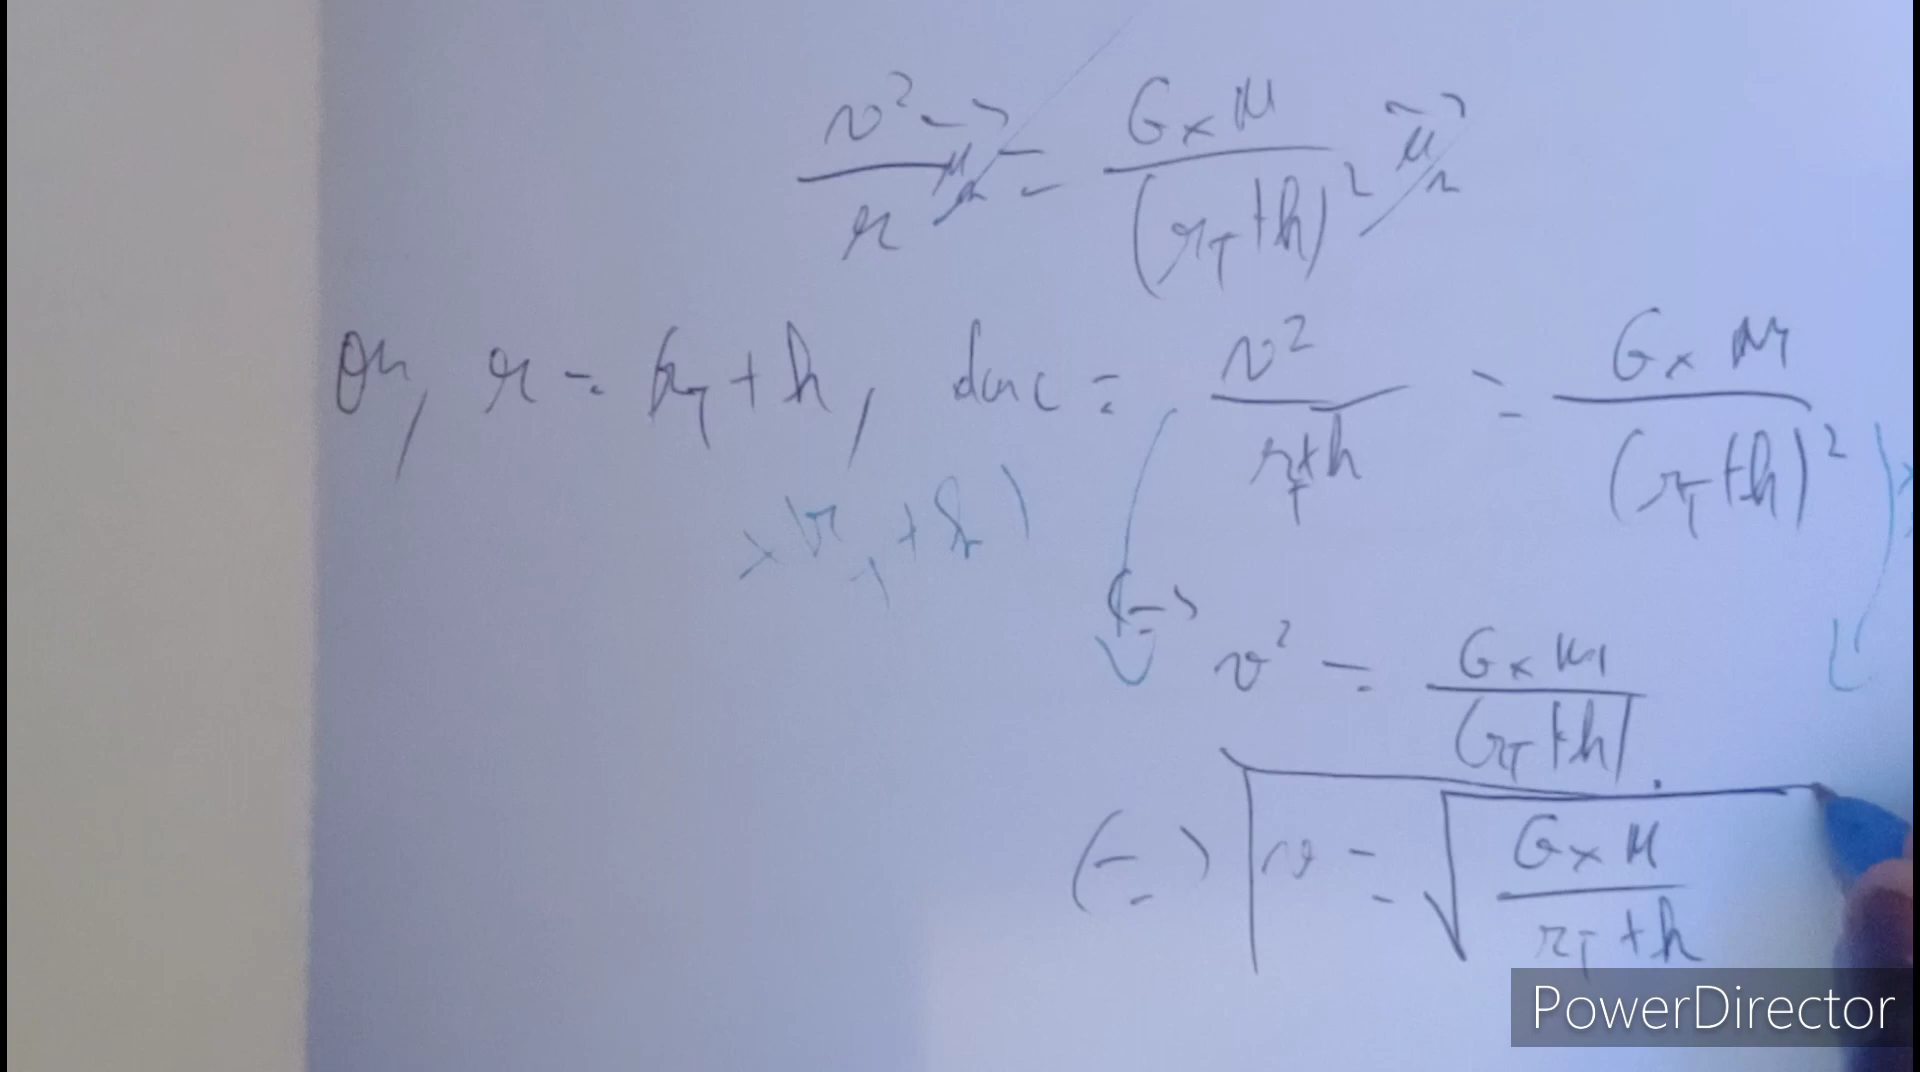 v²/r u⃗ₙ = G×M/(r_T+h)² u⃗ₙ
Or, r = r_T + h, donc = v²/(r_T+h) = G×M/(r_T+h)²
×(r_T+h)
⇔ v² = G×M/(r_T+h)
⇔ v = √(G×M/(r_T+h))
PowerDirector